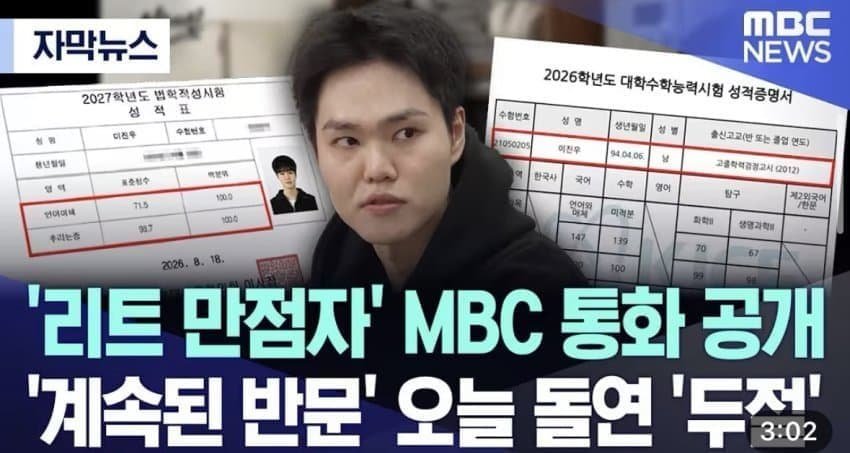 자막뉴스
MBC
NEWS
2027학년도 법학적성시험
성 적 표
성 명
수험번호
생년월일
영 역 표준점수 백분위
언어이해 71.5 100.0
추리논증 100.0
2026. 8. 18.
2026학년도 대학수학능력시험 성적증명서
수험번호 성 명 생년월일 성 별 출신고교(반 또는 졸업 연도)
21050205 이진우 94.04.06. 남 고졸학력검정고시 (2012)
한국사 국어 수학 영어 탐구 제2외국어
/한문
언어와
매체 미적분 화학II 생명과학II
147 139 70 67 -
100 99 98
'리트 만점자' MBC 통화 공개
'계속된 반문' 오늘 돌연
3:02